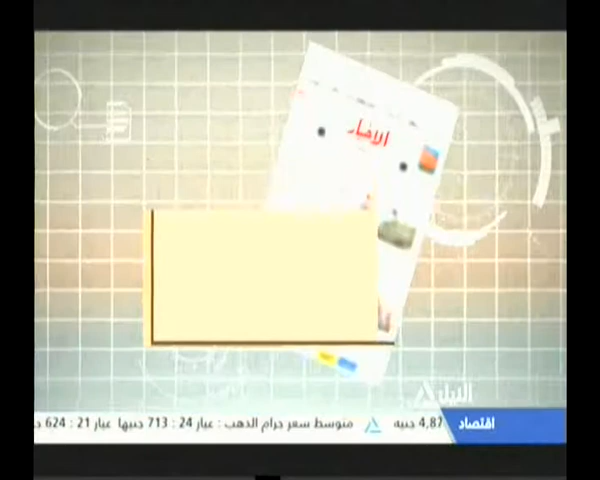 الأخبار
النيل
اقتصاد
4,87 جنيه متوسط سعر جرام الذهب : عيار 24 : 713 جنيها عيار 21 : 624